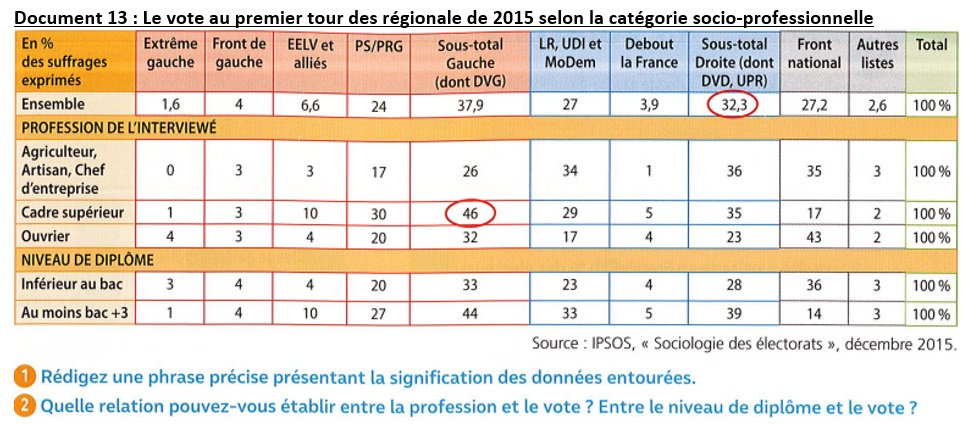 Document 13 : Le vote au premier tour des régionale de 2015 selon la catégorie socio-professionnelle
En % des suffrages exprimés | Extrême gauche | Front de gauche | EELV et alliés | PS/PRG | Sous-total Gauche (dont DVG) | LR, UDI et MoDem | Debout la France | Sous-total Droite (dont DVD, UPR) | Front national | Autres listes | Total
Ensemble | 1,6 | 4 | 6,6 | 24 | 37,9 | 27 | 3,9 | 32,3 | 27,2 | 2,6 | 100 %
PROFESSION DE L'INTERVIEWÉ
Agriculteur, Artisan, Chef d'entreprise | 0 | 3 | 3 | 17 | 26 | 34 | 1 | 36 | 35 | 3 | 100 %
Cadre supérieur | 1 | 3 | 10 | 30 | 46 | 29 | 5 | 35 | 17 | 2 | 100 %
Ouvrier | 4 | 3 | 4 | 20 | 32 | 17 | 4 | 23 | 43 | 2 | 100 %
NIVEAU DE DIPLÔME
Inférieur au bac | 3 | 4 | 4 | 20 | 33 | 23 | 4 | 28 | 36 | 3 | 100 %
Au moins bac +3 | 1 | 4 | 10 | 27 | 44 | 33 | 5 | 39 | 14 | 3 | 100 %
Source : IPSOS, « Sociologie des électorats », décembre 2015.
1 Rédigez une phrase précise présentant la signification des données entourées.
2 Quelle relation pouvez-vous établir entre la profession et le vote ? Entre le niveau de diplôme et le vote ?